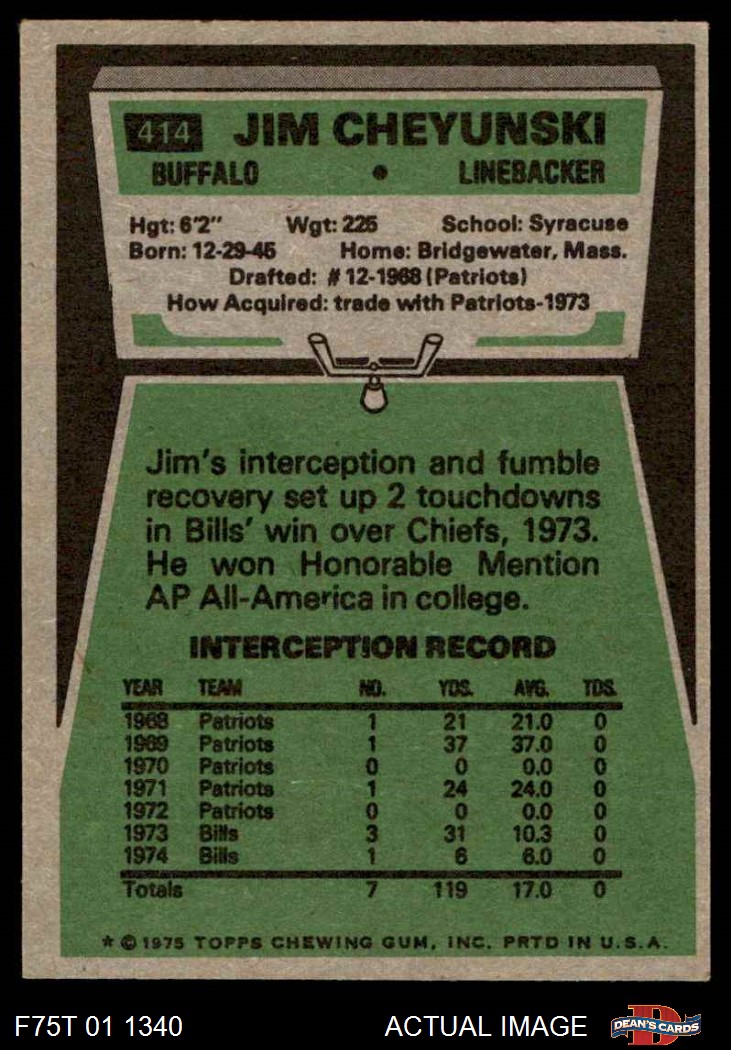 414 JIM CHEYUNSKI
BUFFALO • LINEBACKER
Hgt: 6'2" Wgt: 225 School: Syracuse
Born: 12-29-45 Home: Bridgewater, Mass.
Drafted: #12-1968 (Patriots)
How Acquired: trade with Patriots-1973
Jim's interception and fumble
recovery set up 2 touchdowns
in Bills' win over Chiefs, 1973.
He won Honorable Mention
AP All-America in college.
INTERCEPTION RECORD
YEAR TEAM NO. YDS. AVG. TDS.
1968 Patriots 1 21 21.0 0
1969 Patriots 1 37 37.0 0
1970 Patriots 0 0 0.0 0
1971 Patriots 1 24 24.0 0
1972 Patriots 0 0 0.0 0
1973 Bills 3 31 10.3 0
1974 Bills 1 6 6.0 0
Totals 7 119 17.0 0
* © 1975 TOPPS CHEWING GUM, INC. PRTD IN U.S.A.
F75T 01 1340 ACTUAL IMAGE D DEAN'S CARDS